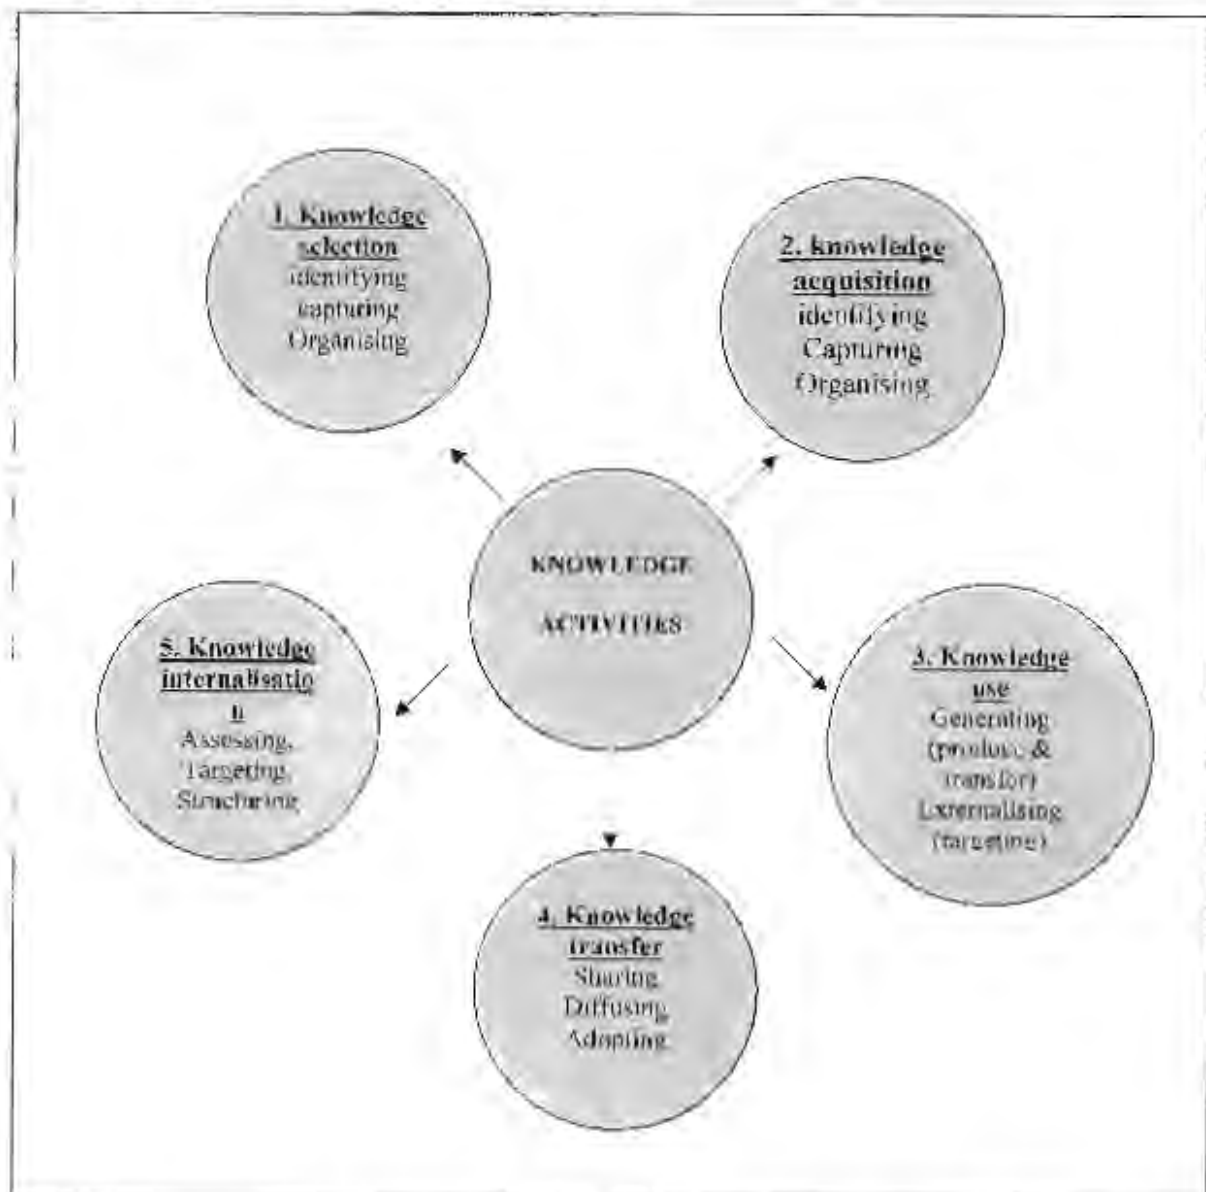 1. Knowledge
selection
identifying
capturing
Organising
2. knowledge
acquisition
identifying
Capturing
Organising
KNOWLEDGE
ACTIVITIES
3. Knowledge
use
Generating
(produce &
transfer)
Externalising
(targeting)
4. Knowledge
transfer
Sharing
Diffusing
Adopting
5. Knowledge
internalisatio
n
Assessing,
Targeting,
Structuring